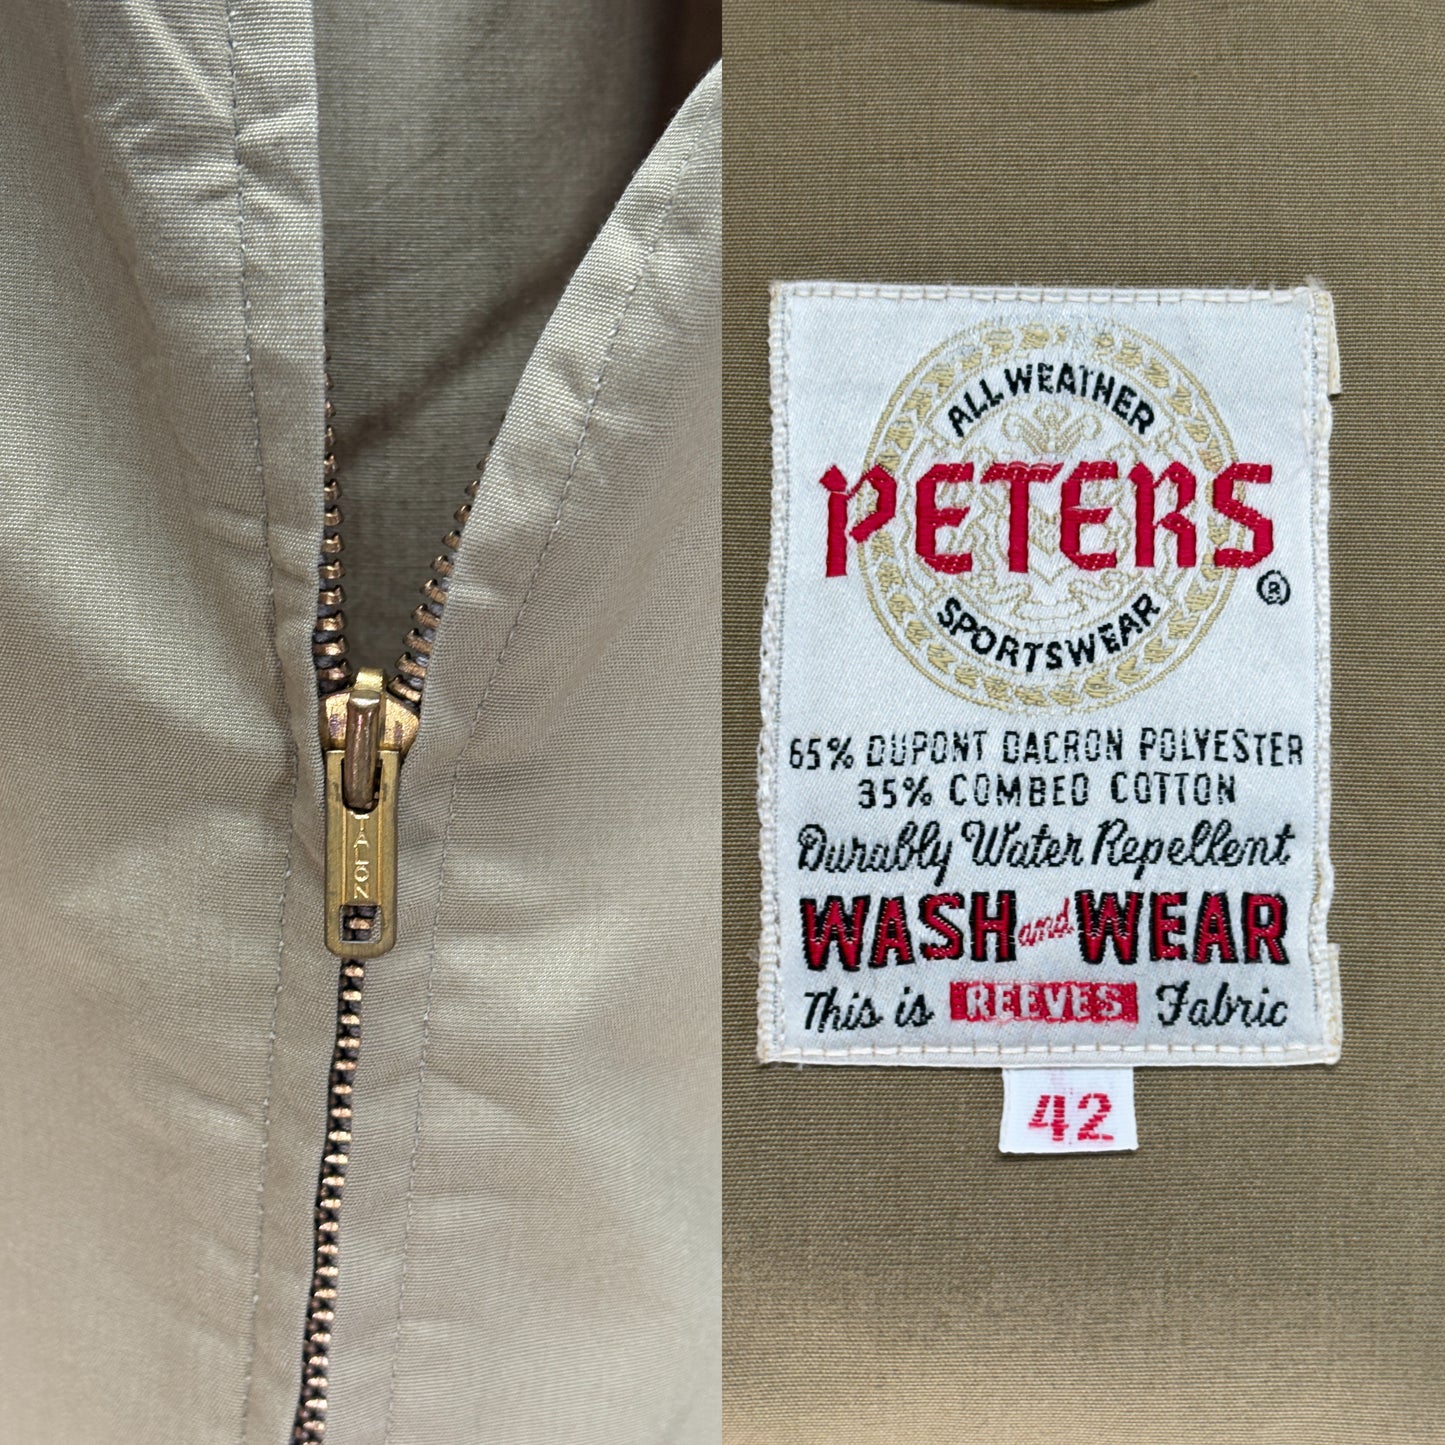 TALON
ALL WEATHER
PETERS
®
SPORTSWEAR
65% DUPONT DACRON POLYESTER
35% COMBED COTTON
Durably Water Repellent
WASH and WEAR
This is REEVES Fabric
42